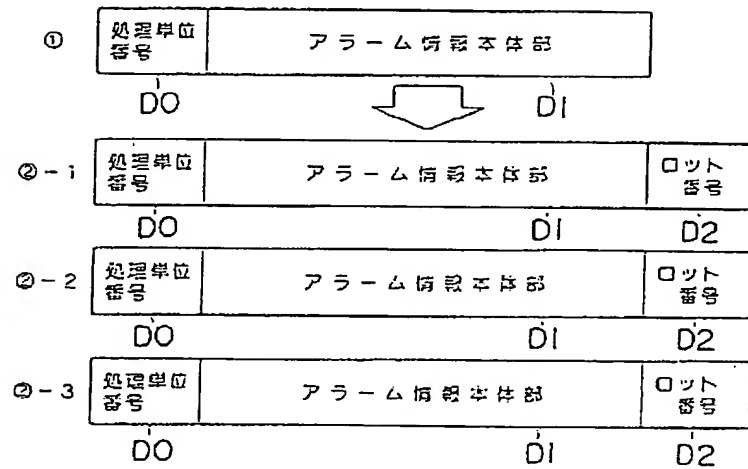 ①
処理単位
番号
アラーム情報本体部
D0
D1
②-1
処理単位
番号
アラーム情報本体部
ロット
番号
D0
D1
D2
②-2
処理単位
番号
アラーム情報本体部
ロット
番号
D0
D1
D2
②-3
処理単位
番号
アラーム情報本体部
ロット
番号
D0
D1
D2